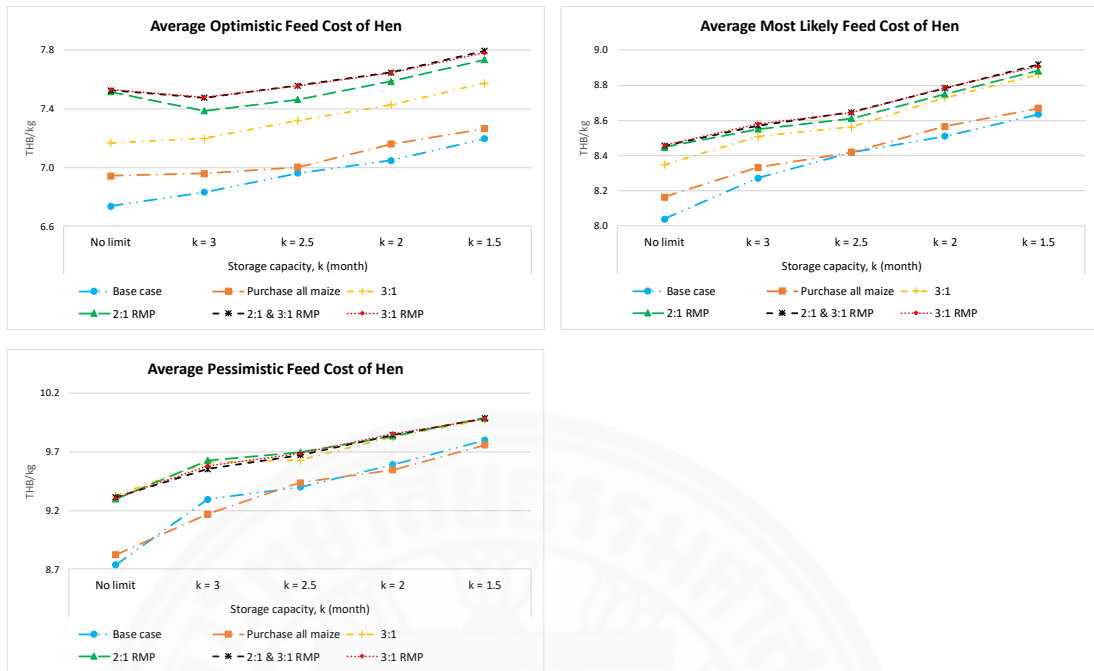 Average Optimistic Feed Cost of Hen
7.8
7.4
7.0
6.6
THB/kg
No limit k = 3 k = 2.5 k = 2 k = 1.5
Storage capacity, k (month)
Base case Purchase all maize 3:1
2:1 RMP 2:1 & 3:1 RMP 3:1 RMP
Average Most Likely Feed Cost of Hen
9.0
8.8
8.6
8.4
8.2
8.0
THB/kg
No limit k = 3 k = 2.5 k = 2 k = 1.5
Storage capacity, k (month)
Base case Purchase all maize 3:1
2:1 RMP 2:1 & 3:1 RMP 3:1 RMP
Average Pessimistic Feed Cost of Hen
10.2
9.7
9.2
8.7
THB/kg
No limit k = 3 k = 2.5 k = 2 k = 1.5
Storage capacity, k (month)
Base case Purchase all maize 3:1
2:1 RMP 2:1 & 3:1 RMP 3:1 RMP